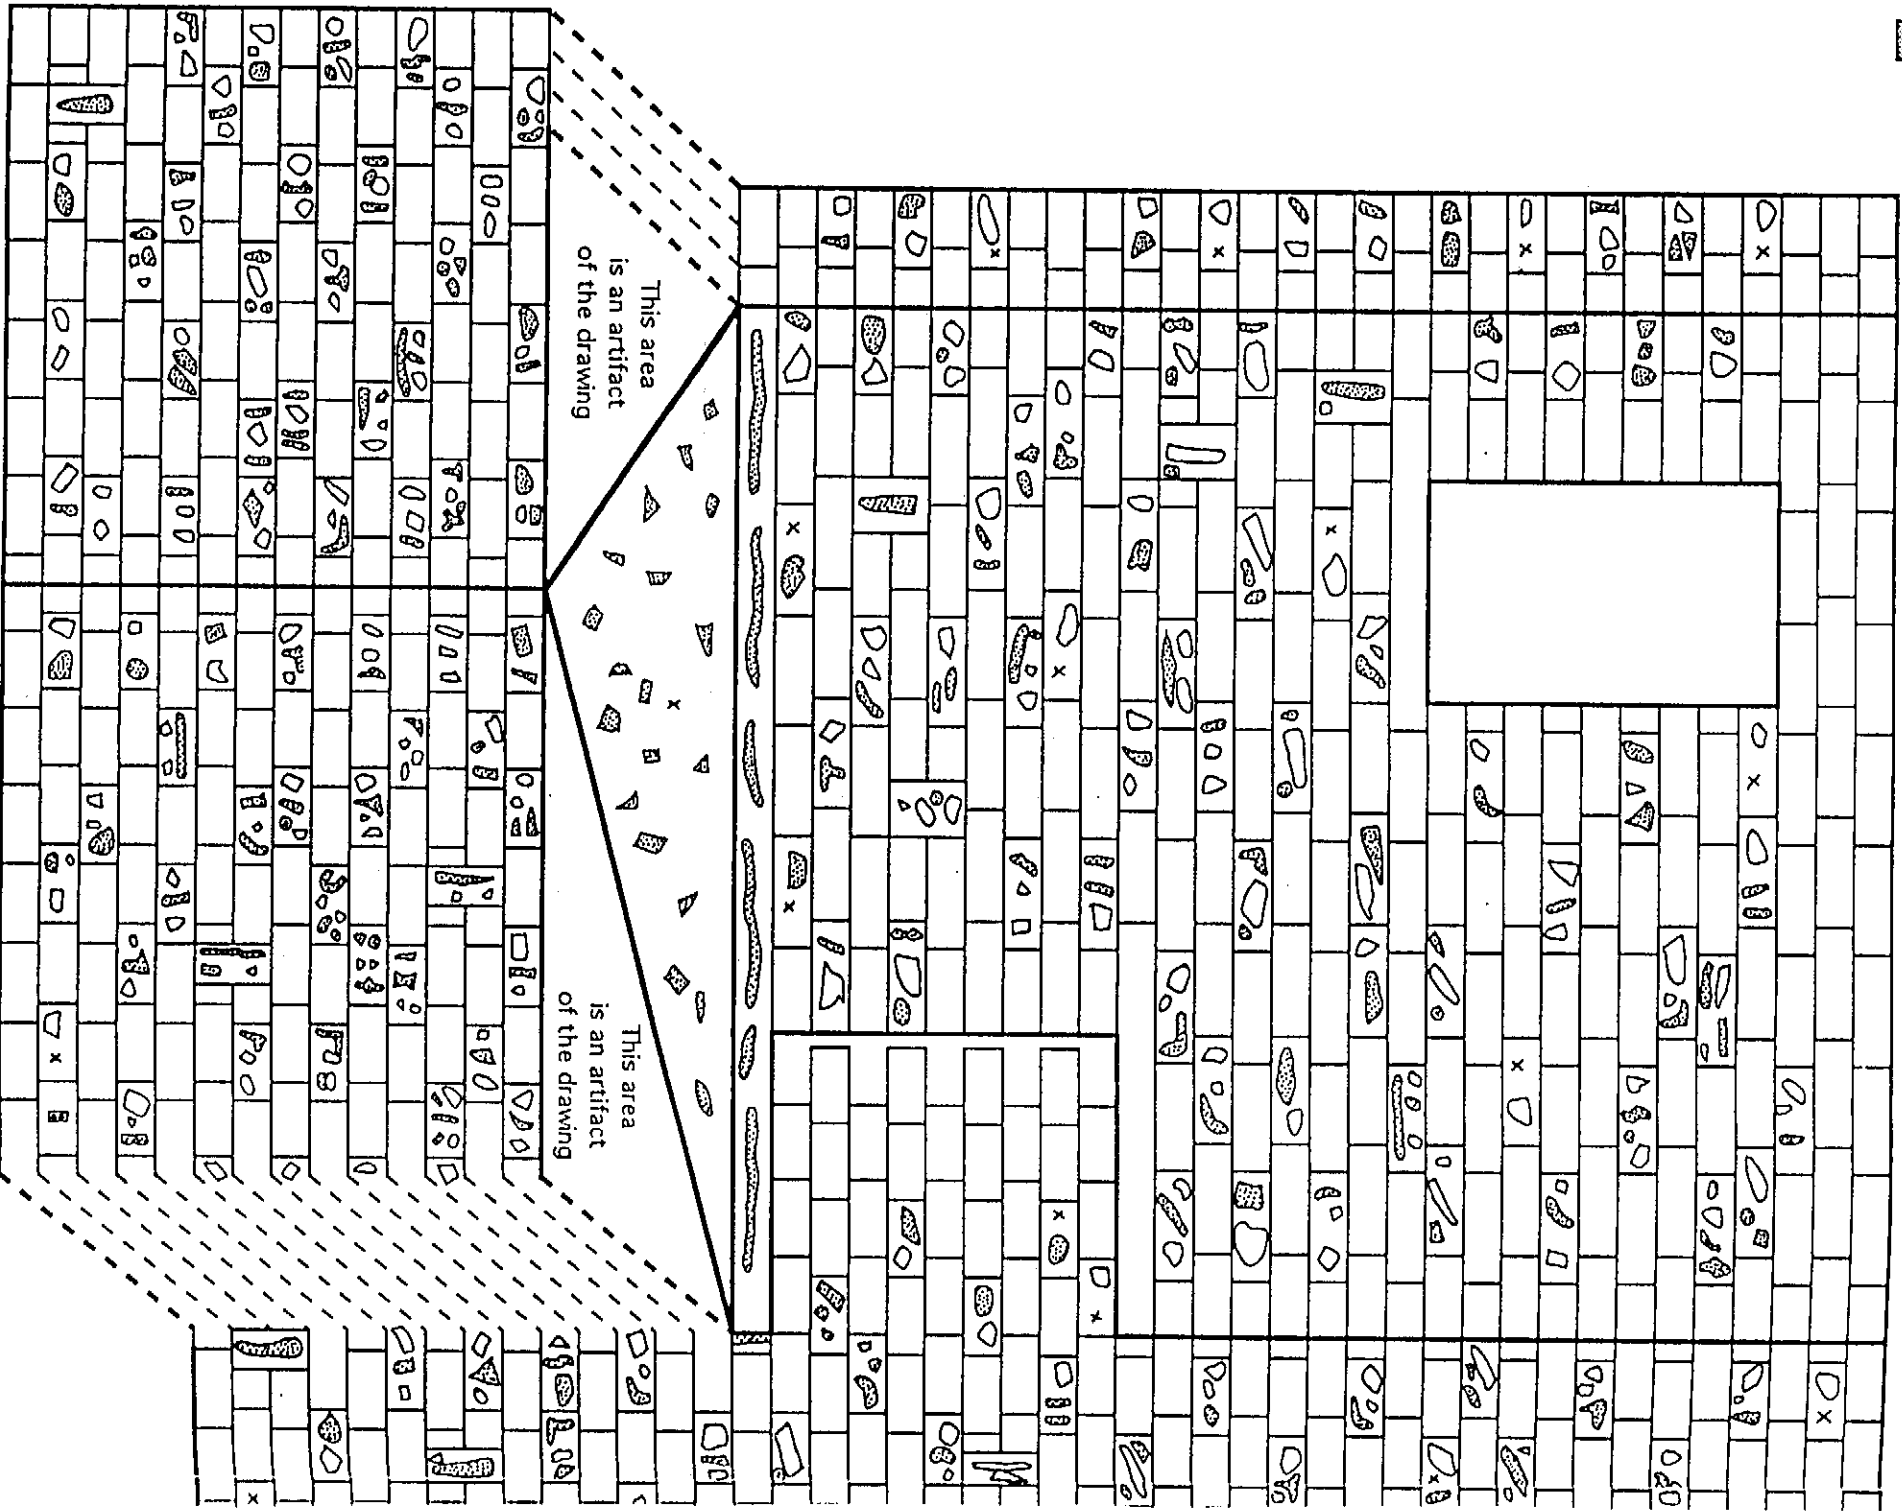 This area
is an artifact
of the drawing
This area
is an artifact
of the drawing